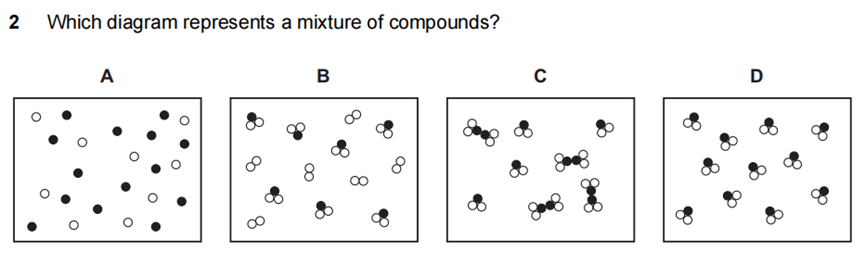 2 Which diagram represents a mixture of compounds?
A B C D